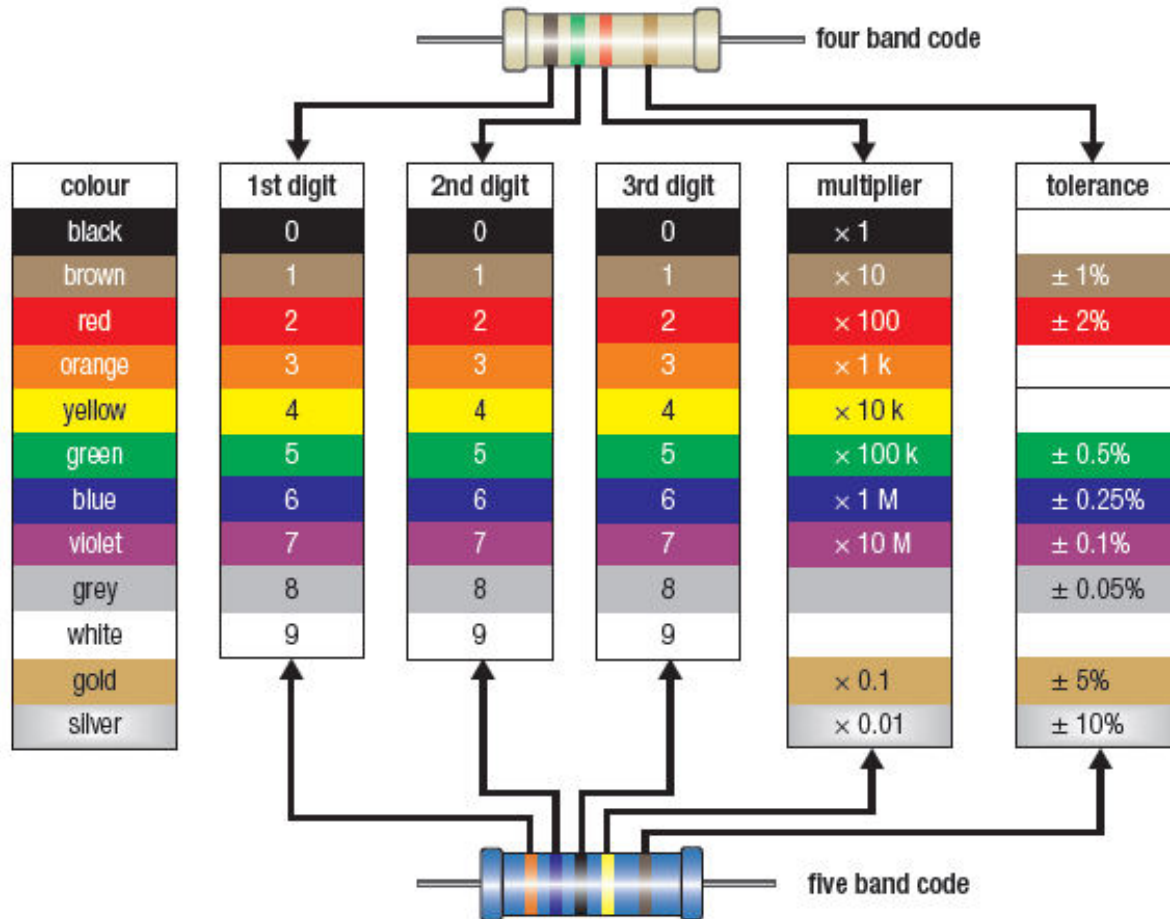 four band code
colour 1st digit 2nd digit 3rd digit multiplier tolerance
black 0 0 0 × 1
brown 1 1 1 × 10 ± 1%
red 2 2 2 × 100 ± 2%
orange 3 3 3 × 1 k
yellow 4 4 4 × 10 k
green 5 5 5 × 100 k ± 0.5%
blue 6 6 6 × 1 M ± 0.25%
violet 7 7 7 × 10 M ± 0.1%
grey 8 8 8 ± 0.05%
white 9 9 9
gold × 0.1 ± 5%
silver × 0.01 ± 10%
five band code